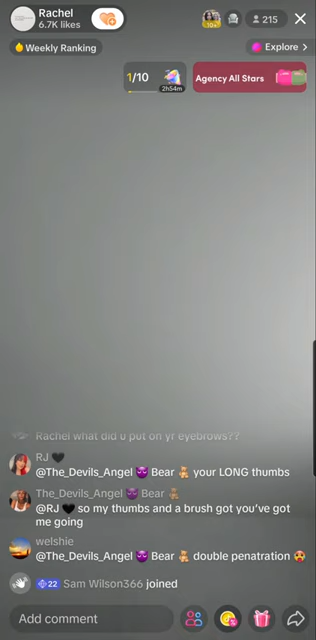 Rachel
6.7K likes
10+
215
Weekly Ranking
Explore >
1/10
2h54m
Agency All Stars
Rachel what did u put on yr eyebrows??
RJ 🖤
@The_Devils_Angel 😈 Bear 🧸 your LONG thumbs
The_Devils_Angel 😈 Bear 🧸
@RJ 🖤 so my thumbs and a brush got you've got
me going
welshie
@The_Devils_Angel 😈 Bear 🧸 double penatration 🥵
22 Sam Wilson366 joined
Add comment